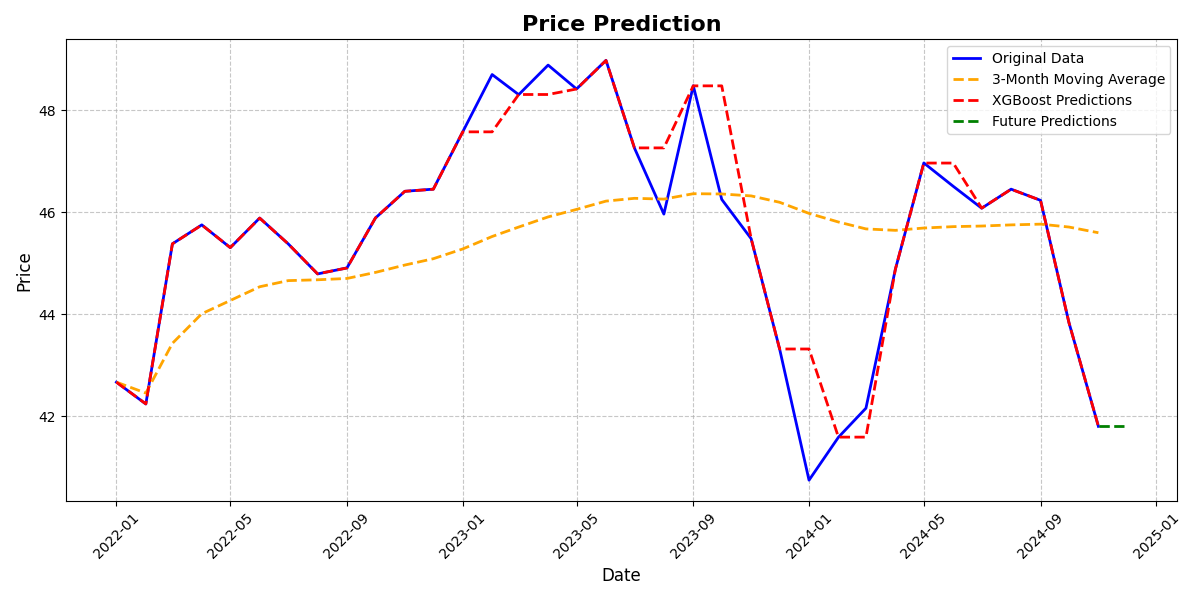 Price Prediction
Original Data
3-Month Moving Average
XGBoost Predictions
Future Predictions
Price
48
46
44
42
2022-01
2022-05
2022-09
2023-01
2023-05
2023-09
2024-01
2024-05
2024-09
2025-01
Date